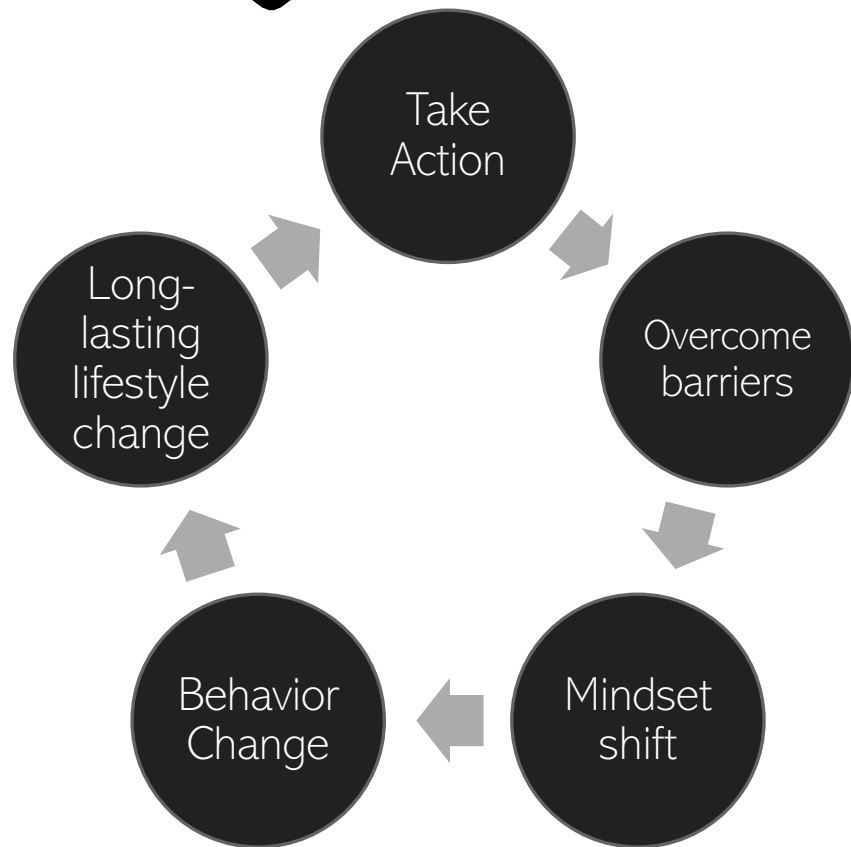 Take
Action
Overcome
barriers
Mindset
shift
Behavior
Change
Long-
lasting
lifestyle
change